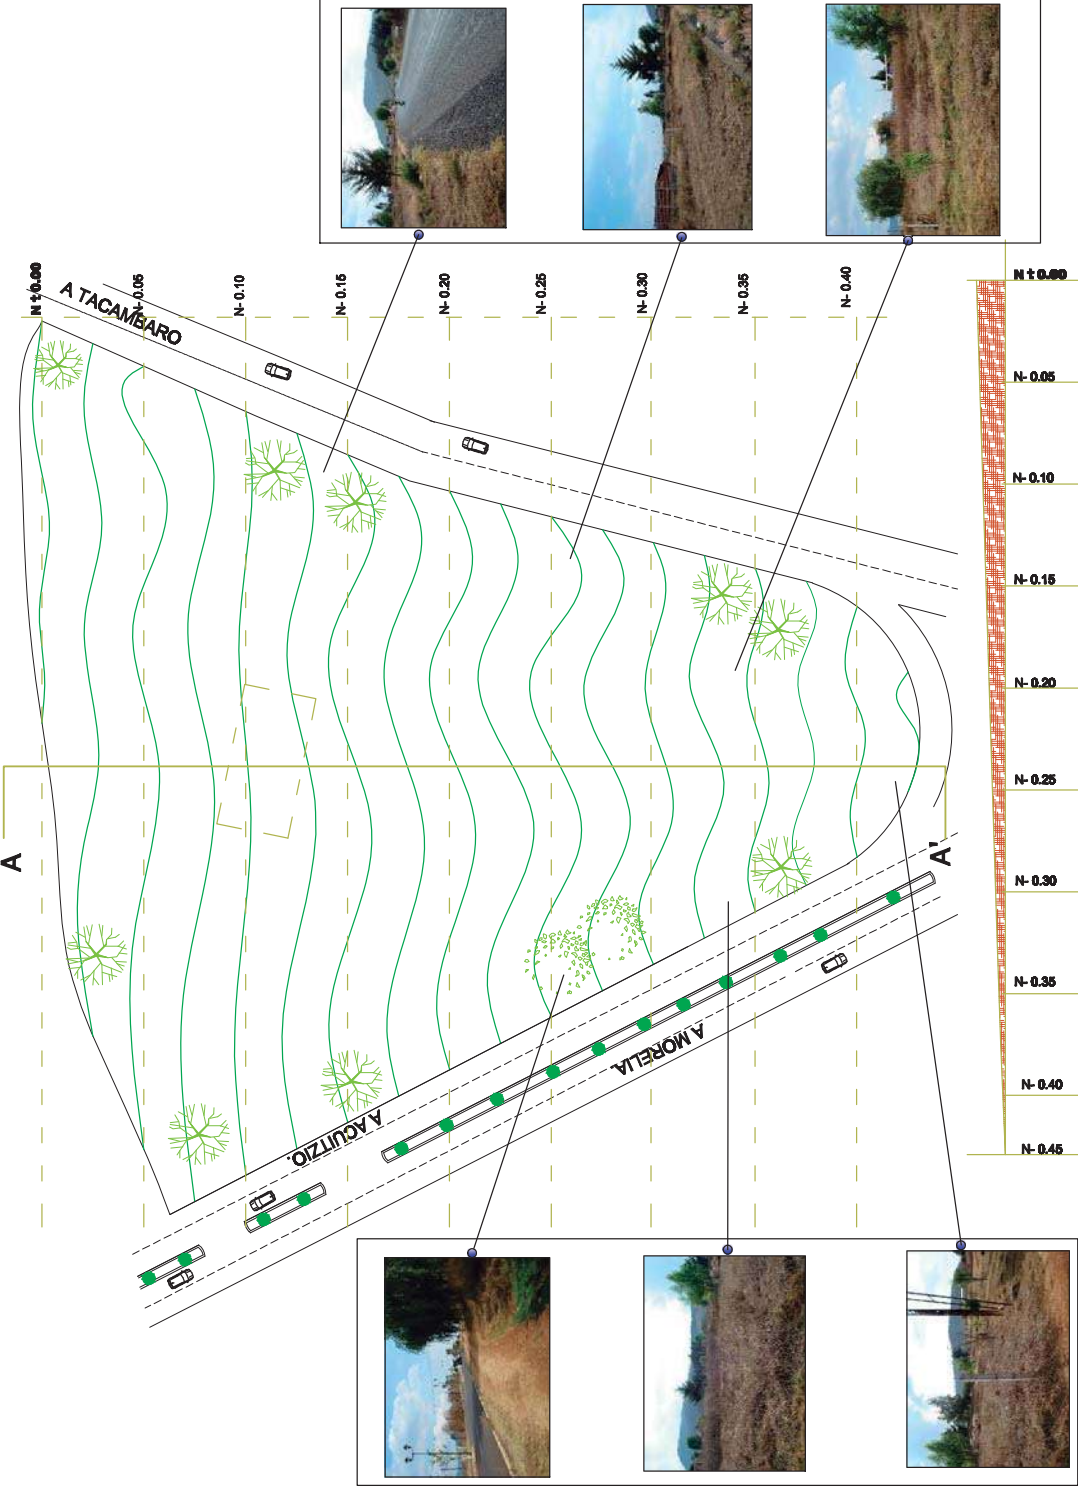 N ± 0.00
N- 0.05
N- 0.10
N- 0.15
N- 0.20
N- 0.25
N- 0.30
N- 0.35
N- 0.40
A TACAMBARO
A
A'
A ACUITZIO.
A MORELIA.
N ± 0.00
N- 0.05
N- 0.10
N- 0.15
N- 0.20
N- 0.25
N- 0.30
N- 0.35
N- 0.40
N- 0.45